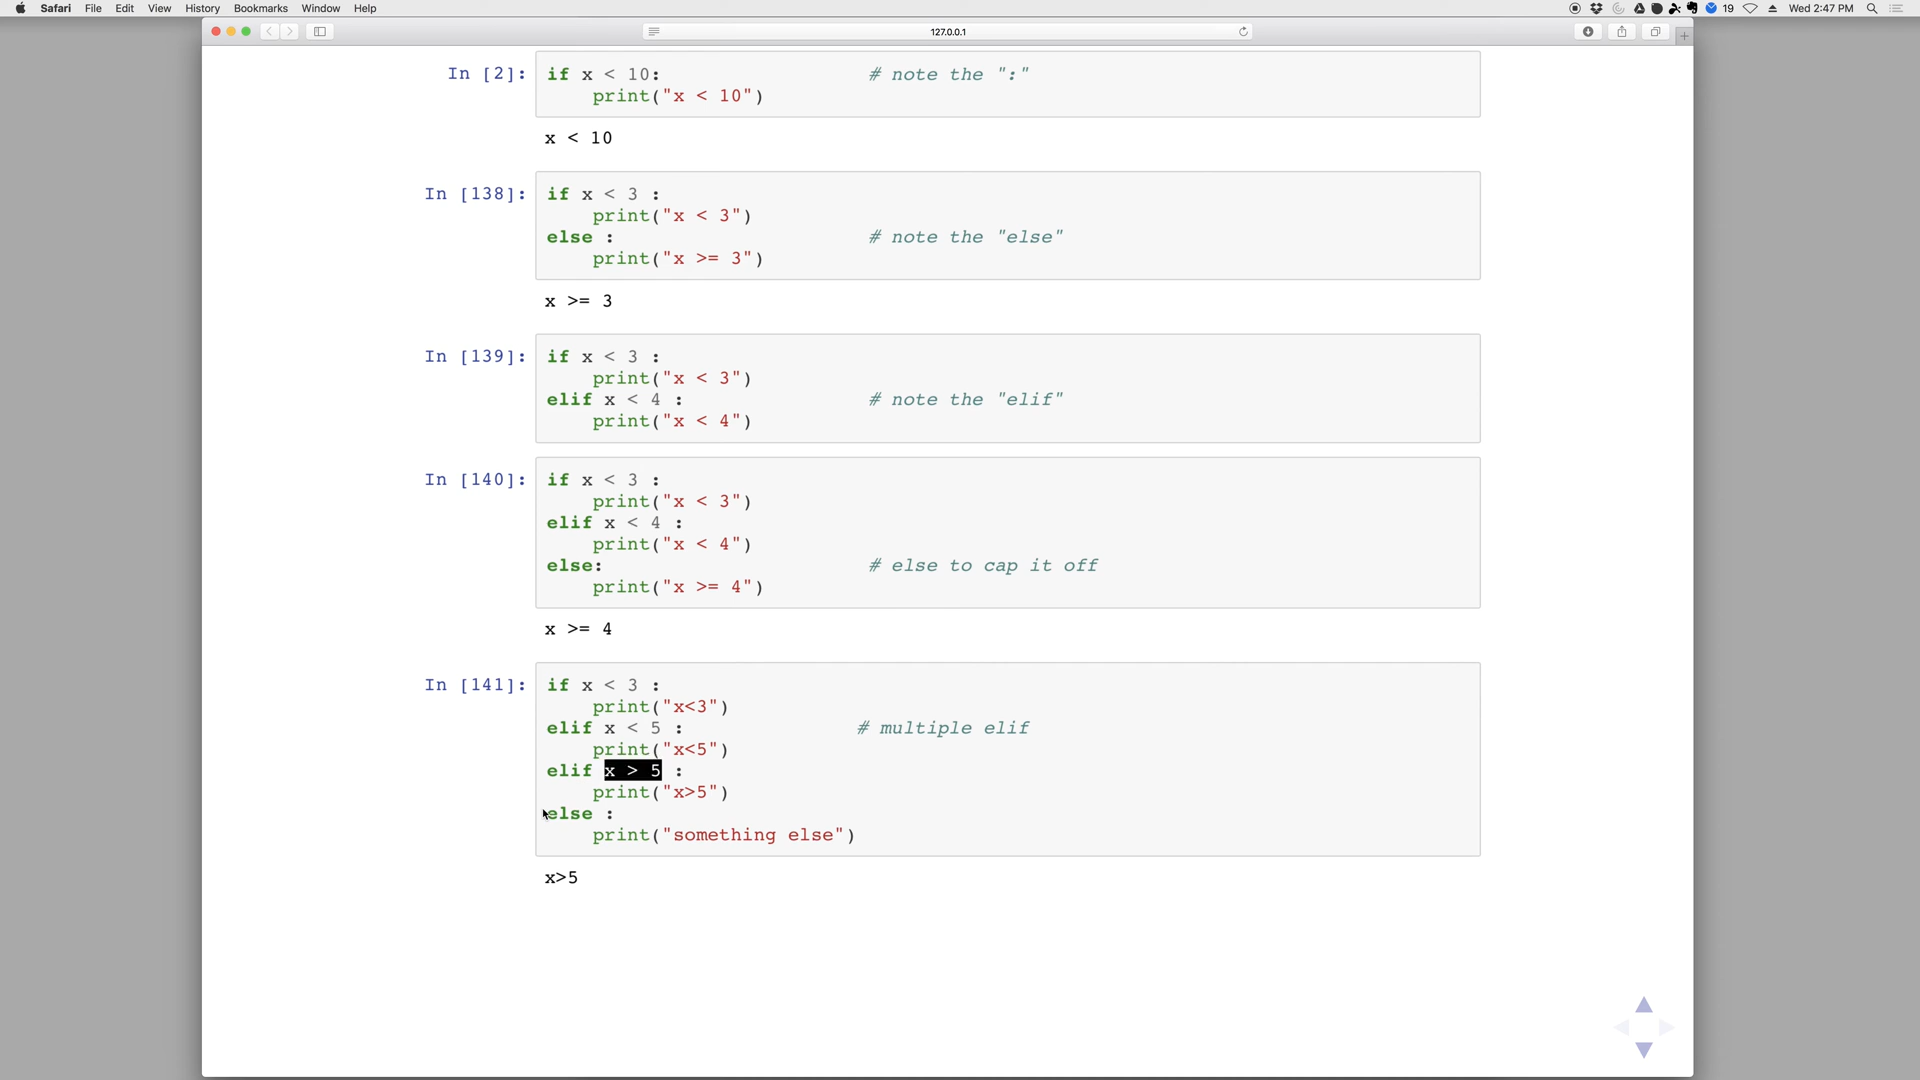 Safari File Edit View History Bookmarks Window Help 19 Wed 2:47 PM
127.0.0.1
In [2]: if x < 10: # note the ":"
print("x < 10")
x < 10
In [138]: if x < 3 :
print("x < 3")
else : # note the "else"
print("x >= 3")
x >= 3
In [139]: if x < 3 :
print("x < 3")
elif x < 4 : # note the "elif"
print("x < 4")
In [140]: if x < 3 :
print("x < 3")
elif x < 4 :
print("x < 4")
else: # else to cap it off
print("x >= 4")
x >= 4
In [141]: if x < 3 :
print("x<3")
elif x < 5 : # multiple elif
print("x<5")
elif x > 5 :
print("x>5")
else :
print("something else")
x>5